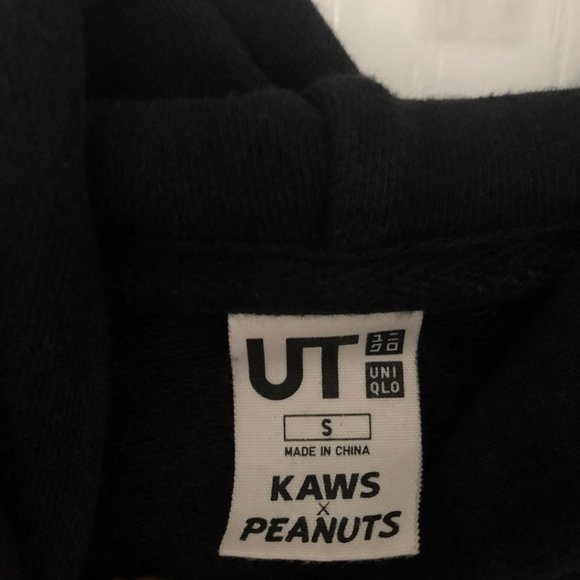 UT ユニ
クロ
UNI
QLO
S
MADE IN CHINA
KAWS
X
PEANUTS